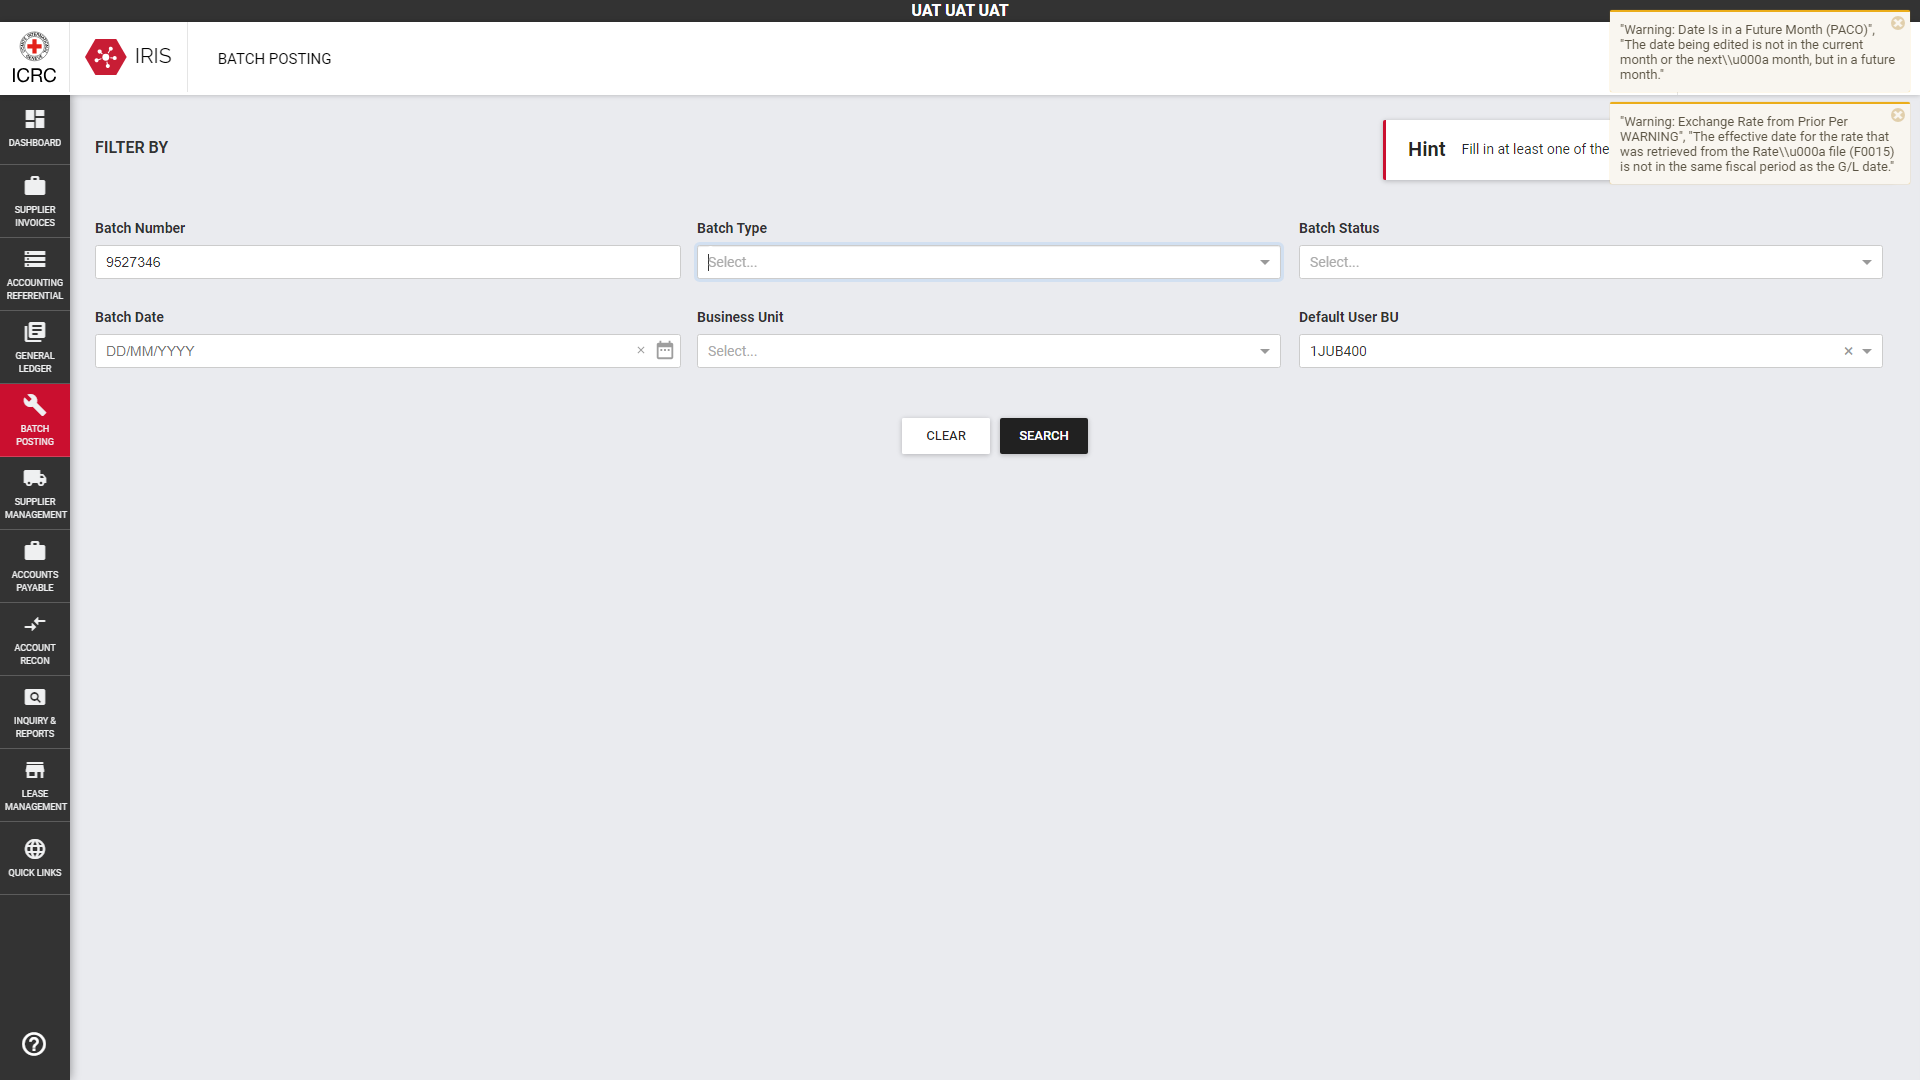 UAT UAT UAT
ICRC
IRIS
BATCH POSTING
"Warning: Date Is in a Future Month (PACO)",
"The date being edited is not in the current
month or the next\\u000a month, but in a future
month."
"Warning: Exchange Rate from Prior Per
WARNING", "The effective date for the rate that
was retrieved from the Rate\\u000a file (F0015)
is not in the same fiscal period as the G/L date."
DASHBOARD
SUPPLIER
INVOICES
ACCOUNTING
REFERENTIAL
GENERAL
LEDGER
BATCH
POSTING
SUPPLIER
MANAGEMENT
ACCOUNTS
PAYABLE
ACCOUNT
RECON
INQUIRY &
REPORTS
LEASE
MANAGEMENT
QUICK LINKS
FILTER BY
Hint Fill in at least one of the
Batch Number
9527346
Batch Type
Select...
Batch Status
Select...
Batch Date
DD/MM/YYYY
Business Unit
Select...
Default User BU
1JUB400
CLEAR
SEARCH